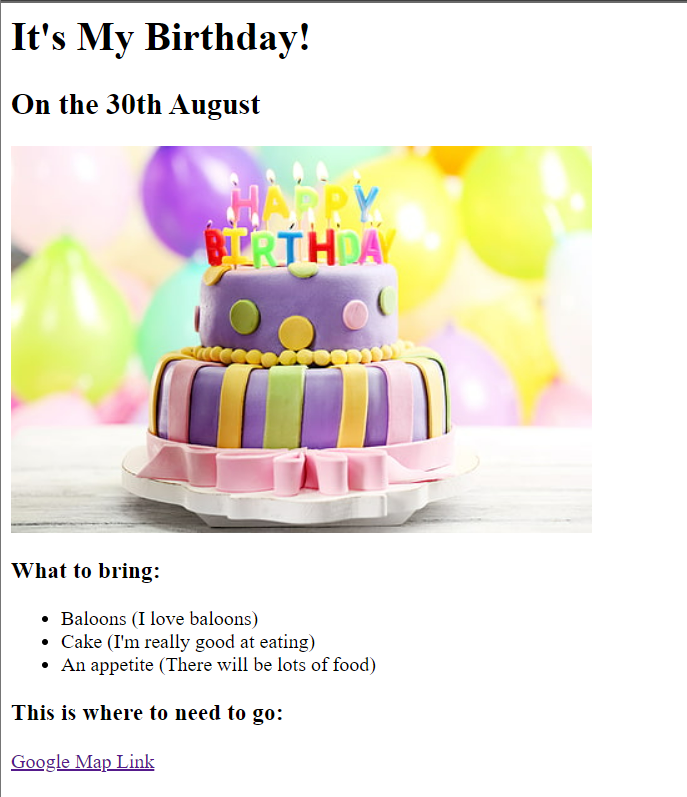 It's My Birthday!
On the 30th August
HAPPY
BIRTHDAY
What to bring:
Baloons (I love baloons)
Cake (I'm really good at eating)
An appetite (There will be lots of food)
This is where to need to go:
Google Map Link